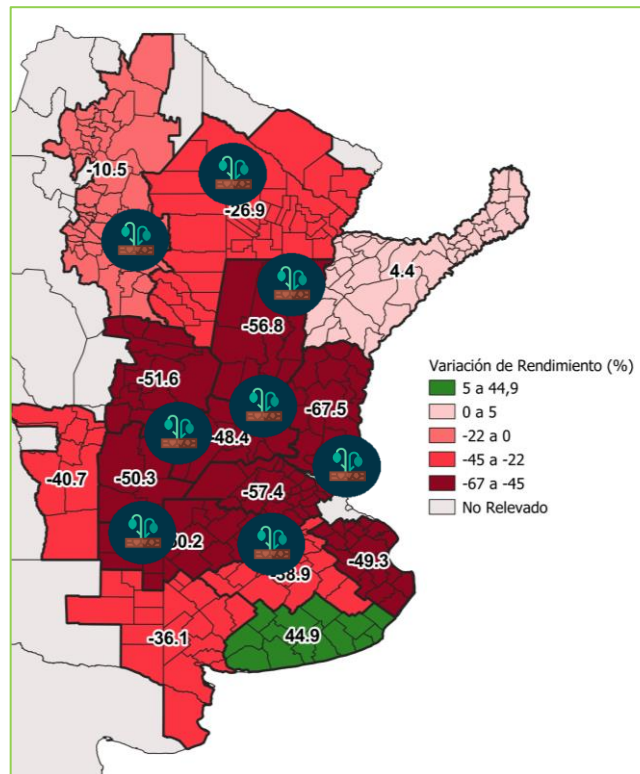 -10.5
-26.9
4.4
-56.8
-51.6
-67.5
-48.4
-40.7
-50.3
-57.4
-49.3
-36.1
44.9
Variación de Rendimiento (%)
5 a 44,9
0 a 5
-22 a 0
-45 a -22
-67 a -45
No Relevado